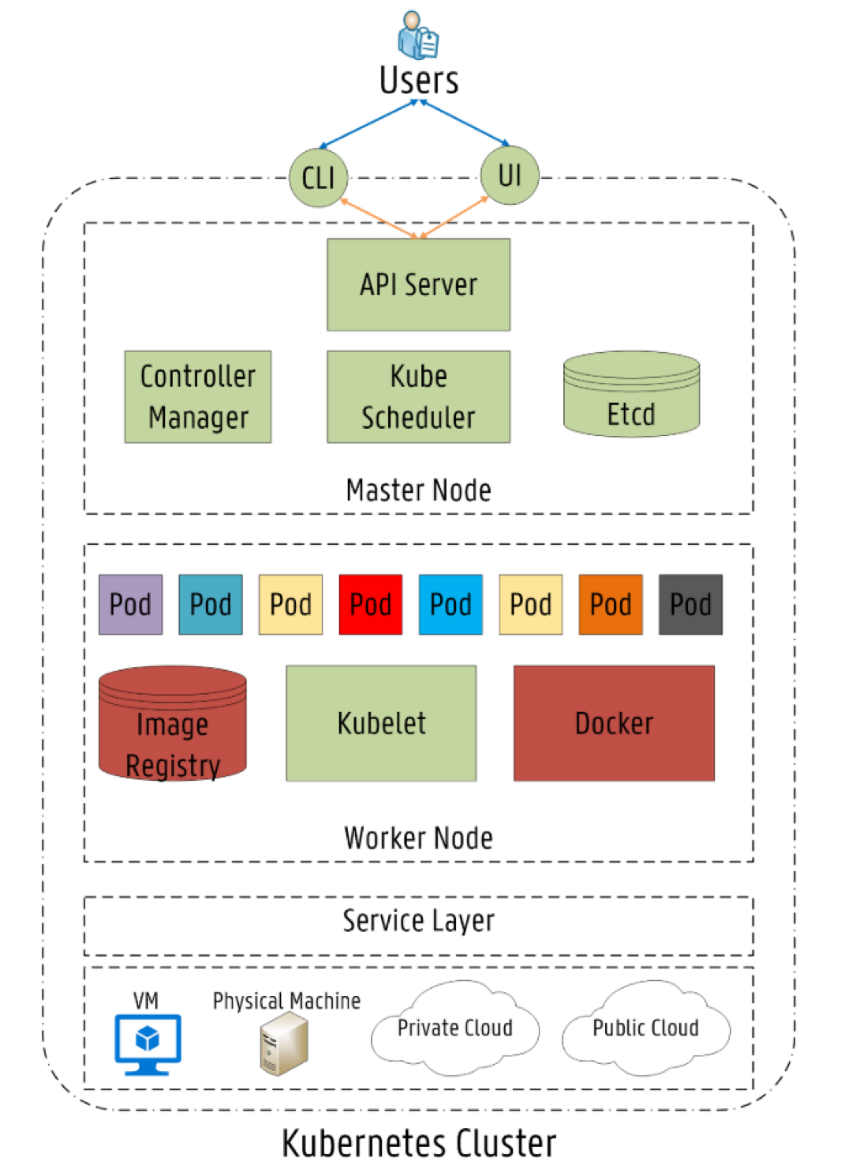 Users
CLI
UI
API Server
Controller
Manager
Kube
Scheduler
Etcd
Master Node
Pod Pod Pod Pod Pod Pod Pod Pod
Image
Registry
Kubelet
Docker
Worker Node
Service Layer
VM
Physical Machine
Private Cloud
Public Cloud
Kubernetes Cluster